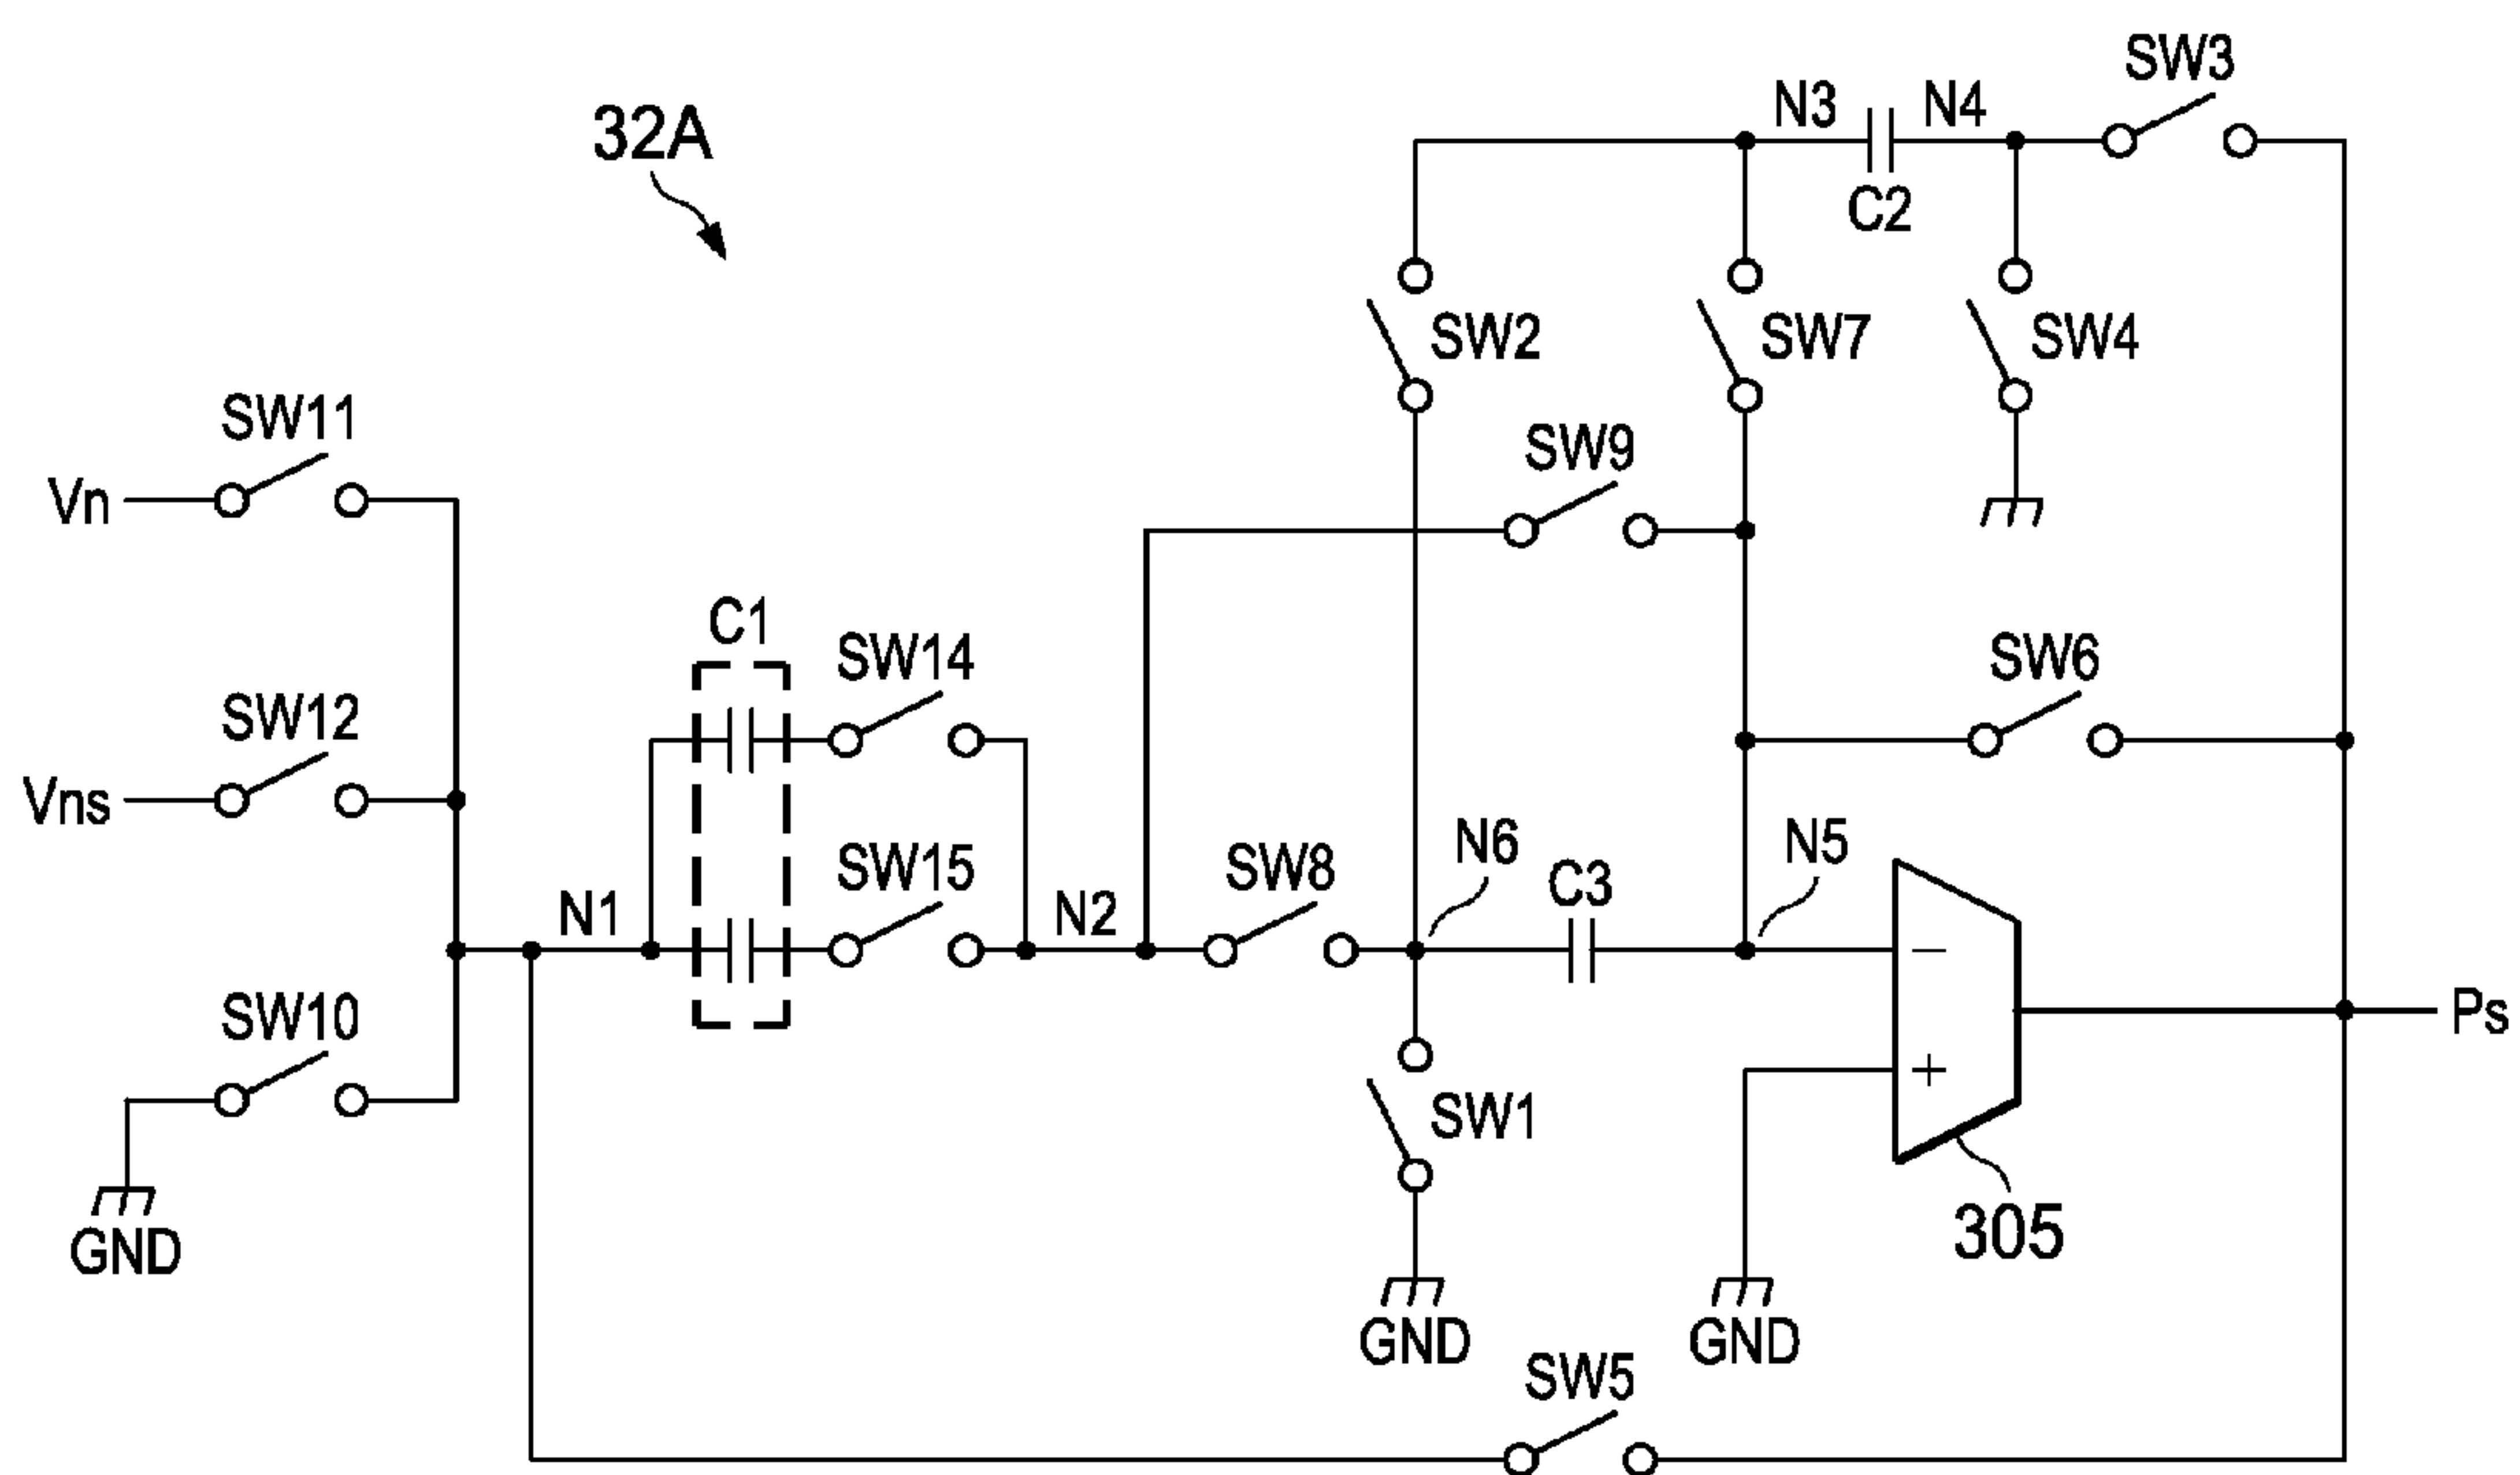 SW3
N3
N4
32A
C2
SW2
SW7
SW4
SW11
SW9
Vn
C1
SW14
SW6
SW12
Vns
SW15
SW8
N6
C3
N5
N1
N2
−
SW10
Ps
+
SW1
305
GND
GND
GND
SW5